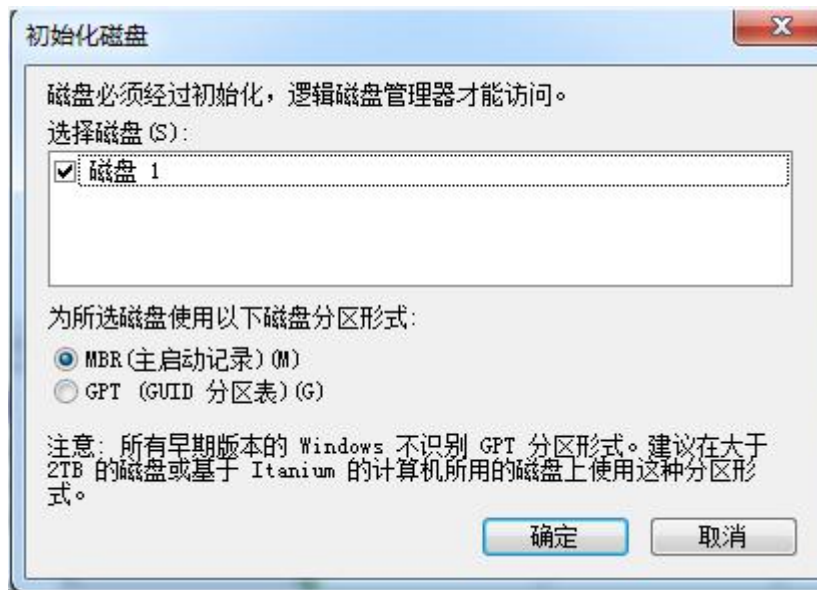 初始化磁盘
磁盘必须经过初始化，逻辑磁盘管理器才能访问。
选择磁盘(S):
磁盘 1
为所选磁盘使用以下磁盘分区形式:
MBR(主启动记录)(M)
GPT (GUID 分区表)(G)
注意: 所有早期版本的 Windows 不识别 GPT 分区形式。建议在大于
2TB 的磁盘或基于 Itanium 的计算机所用的磁盘上使用这种分区形
式。
确定
取消